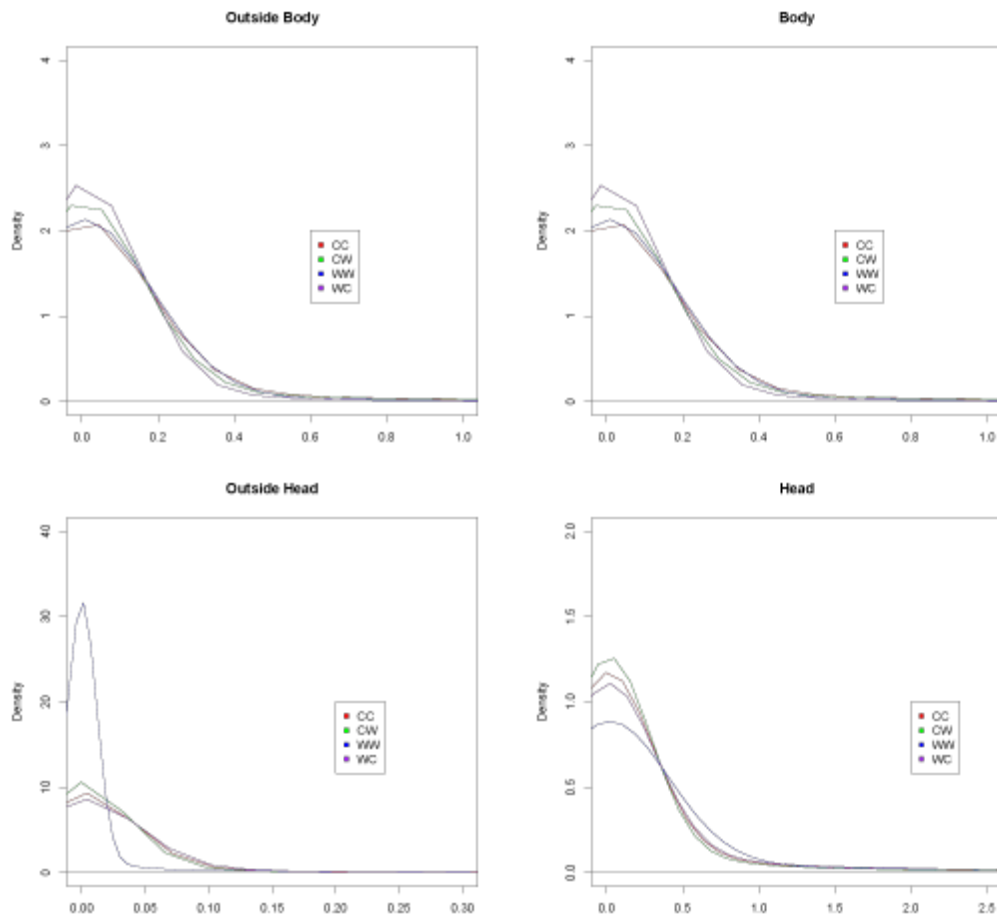 Outside Body
Density
4
3
2
1
0
0.0 0.2 0.4 0.6 0.8 1.0
CC
CW
WW
WC
Body
Density
4
3
2
1
0
0.0 0.2 0.4 0.6 0.8 1.0
CC
CW
WW
WC
Outside Head
Density
40
30
20
10
0
0.00 0.05 0.10 0.15 0.20 0.25 0.30
CC
CW
WW
WC
Head
Density
2.0
1.5
1.0
0.5
0.0
0.0 0.5 1.0 1.5 2.0 2.5
CC
CW
WW
WC